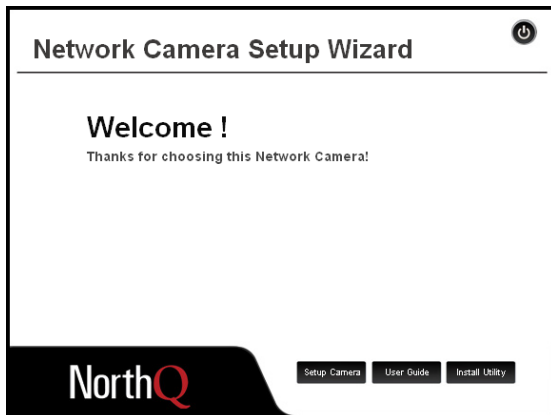 Network Camera Setup Wizard
Welcome !
Thanks for choosing this Network Camera!
NorthQ
Setup Camera
User Guide
Install Utility